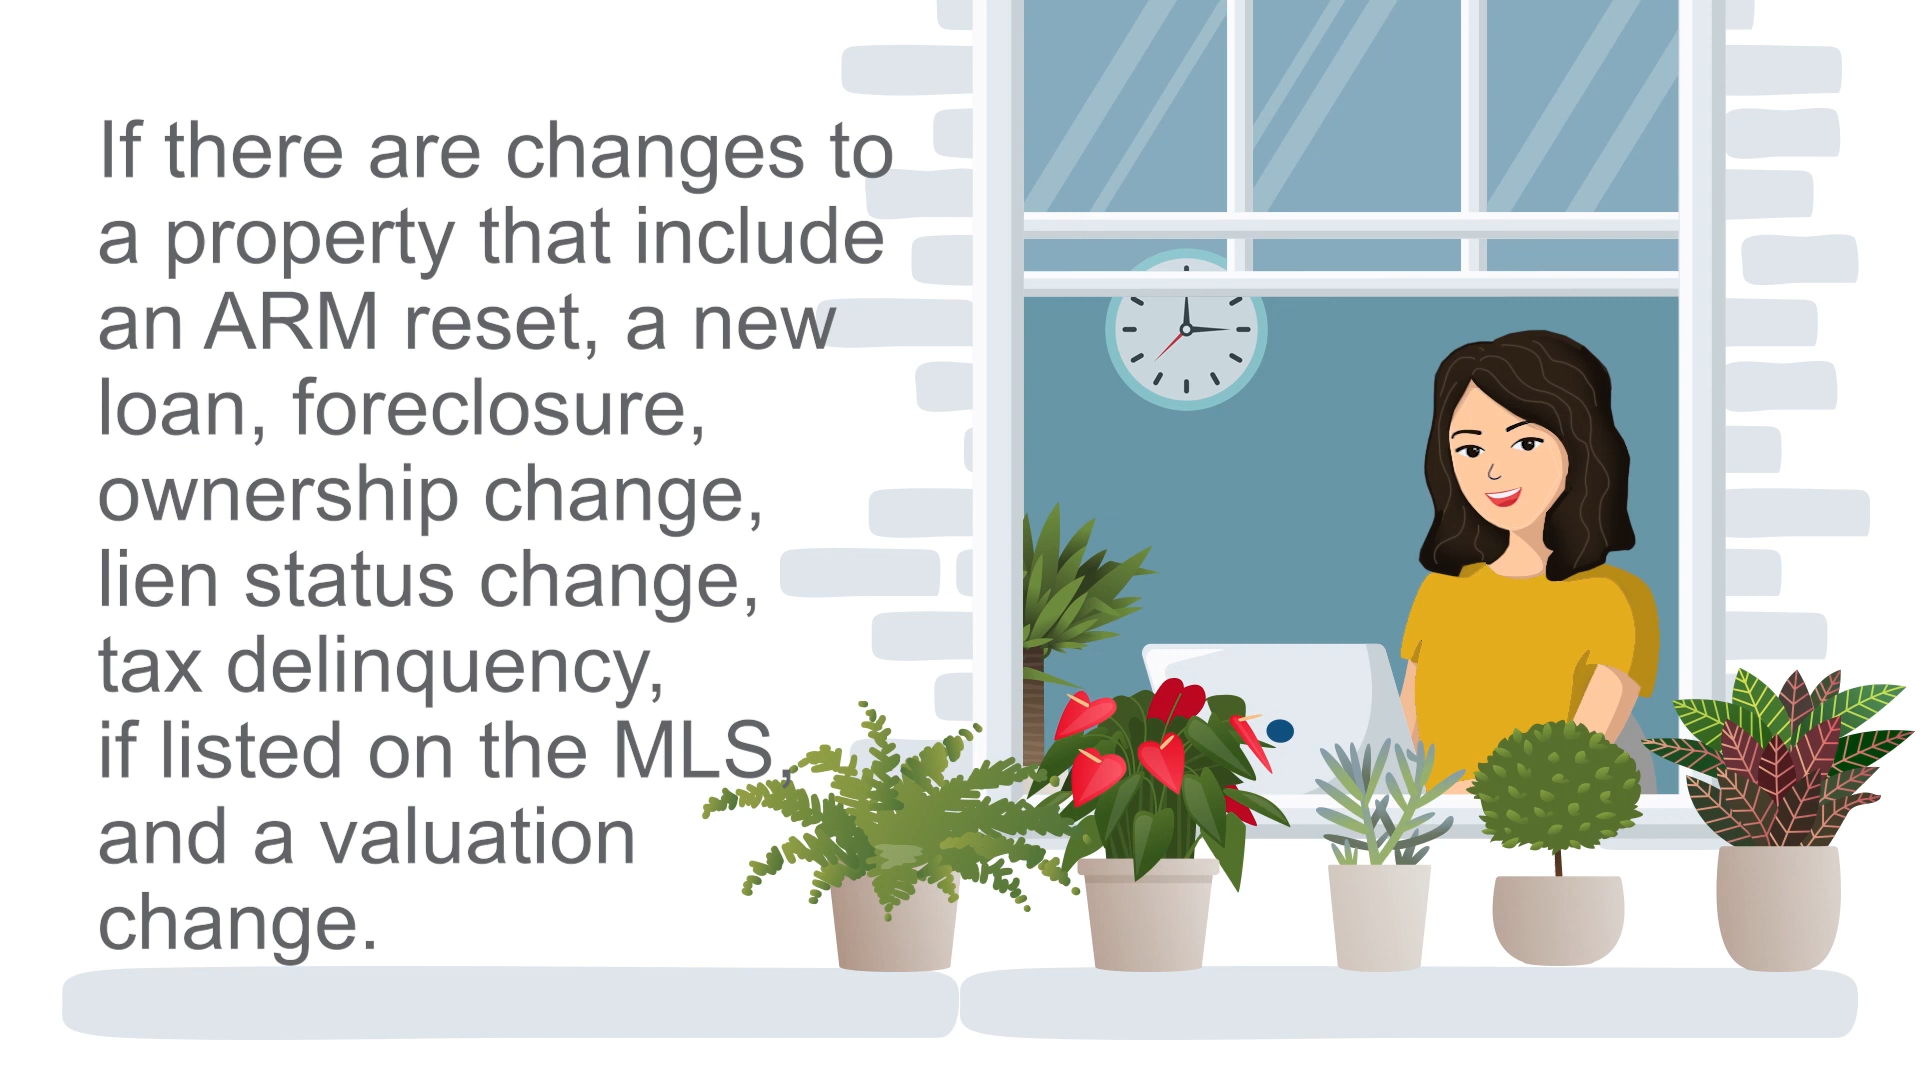 If there are changes to
a property that include
an ARM reset, a new
loan, foreclosure,
ownership change,
lien status change,
tax delinquency,
if listed on the MLS,
and a valuation
change.